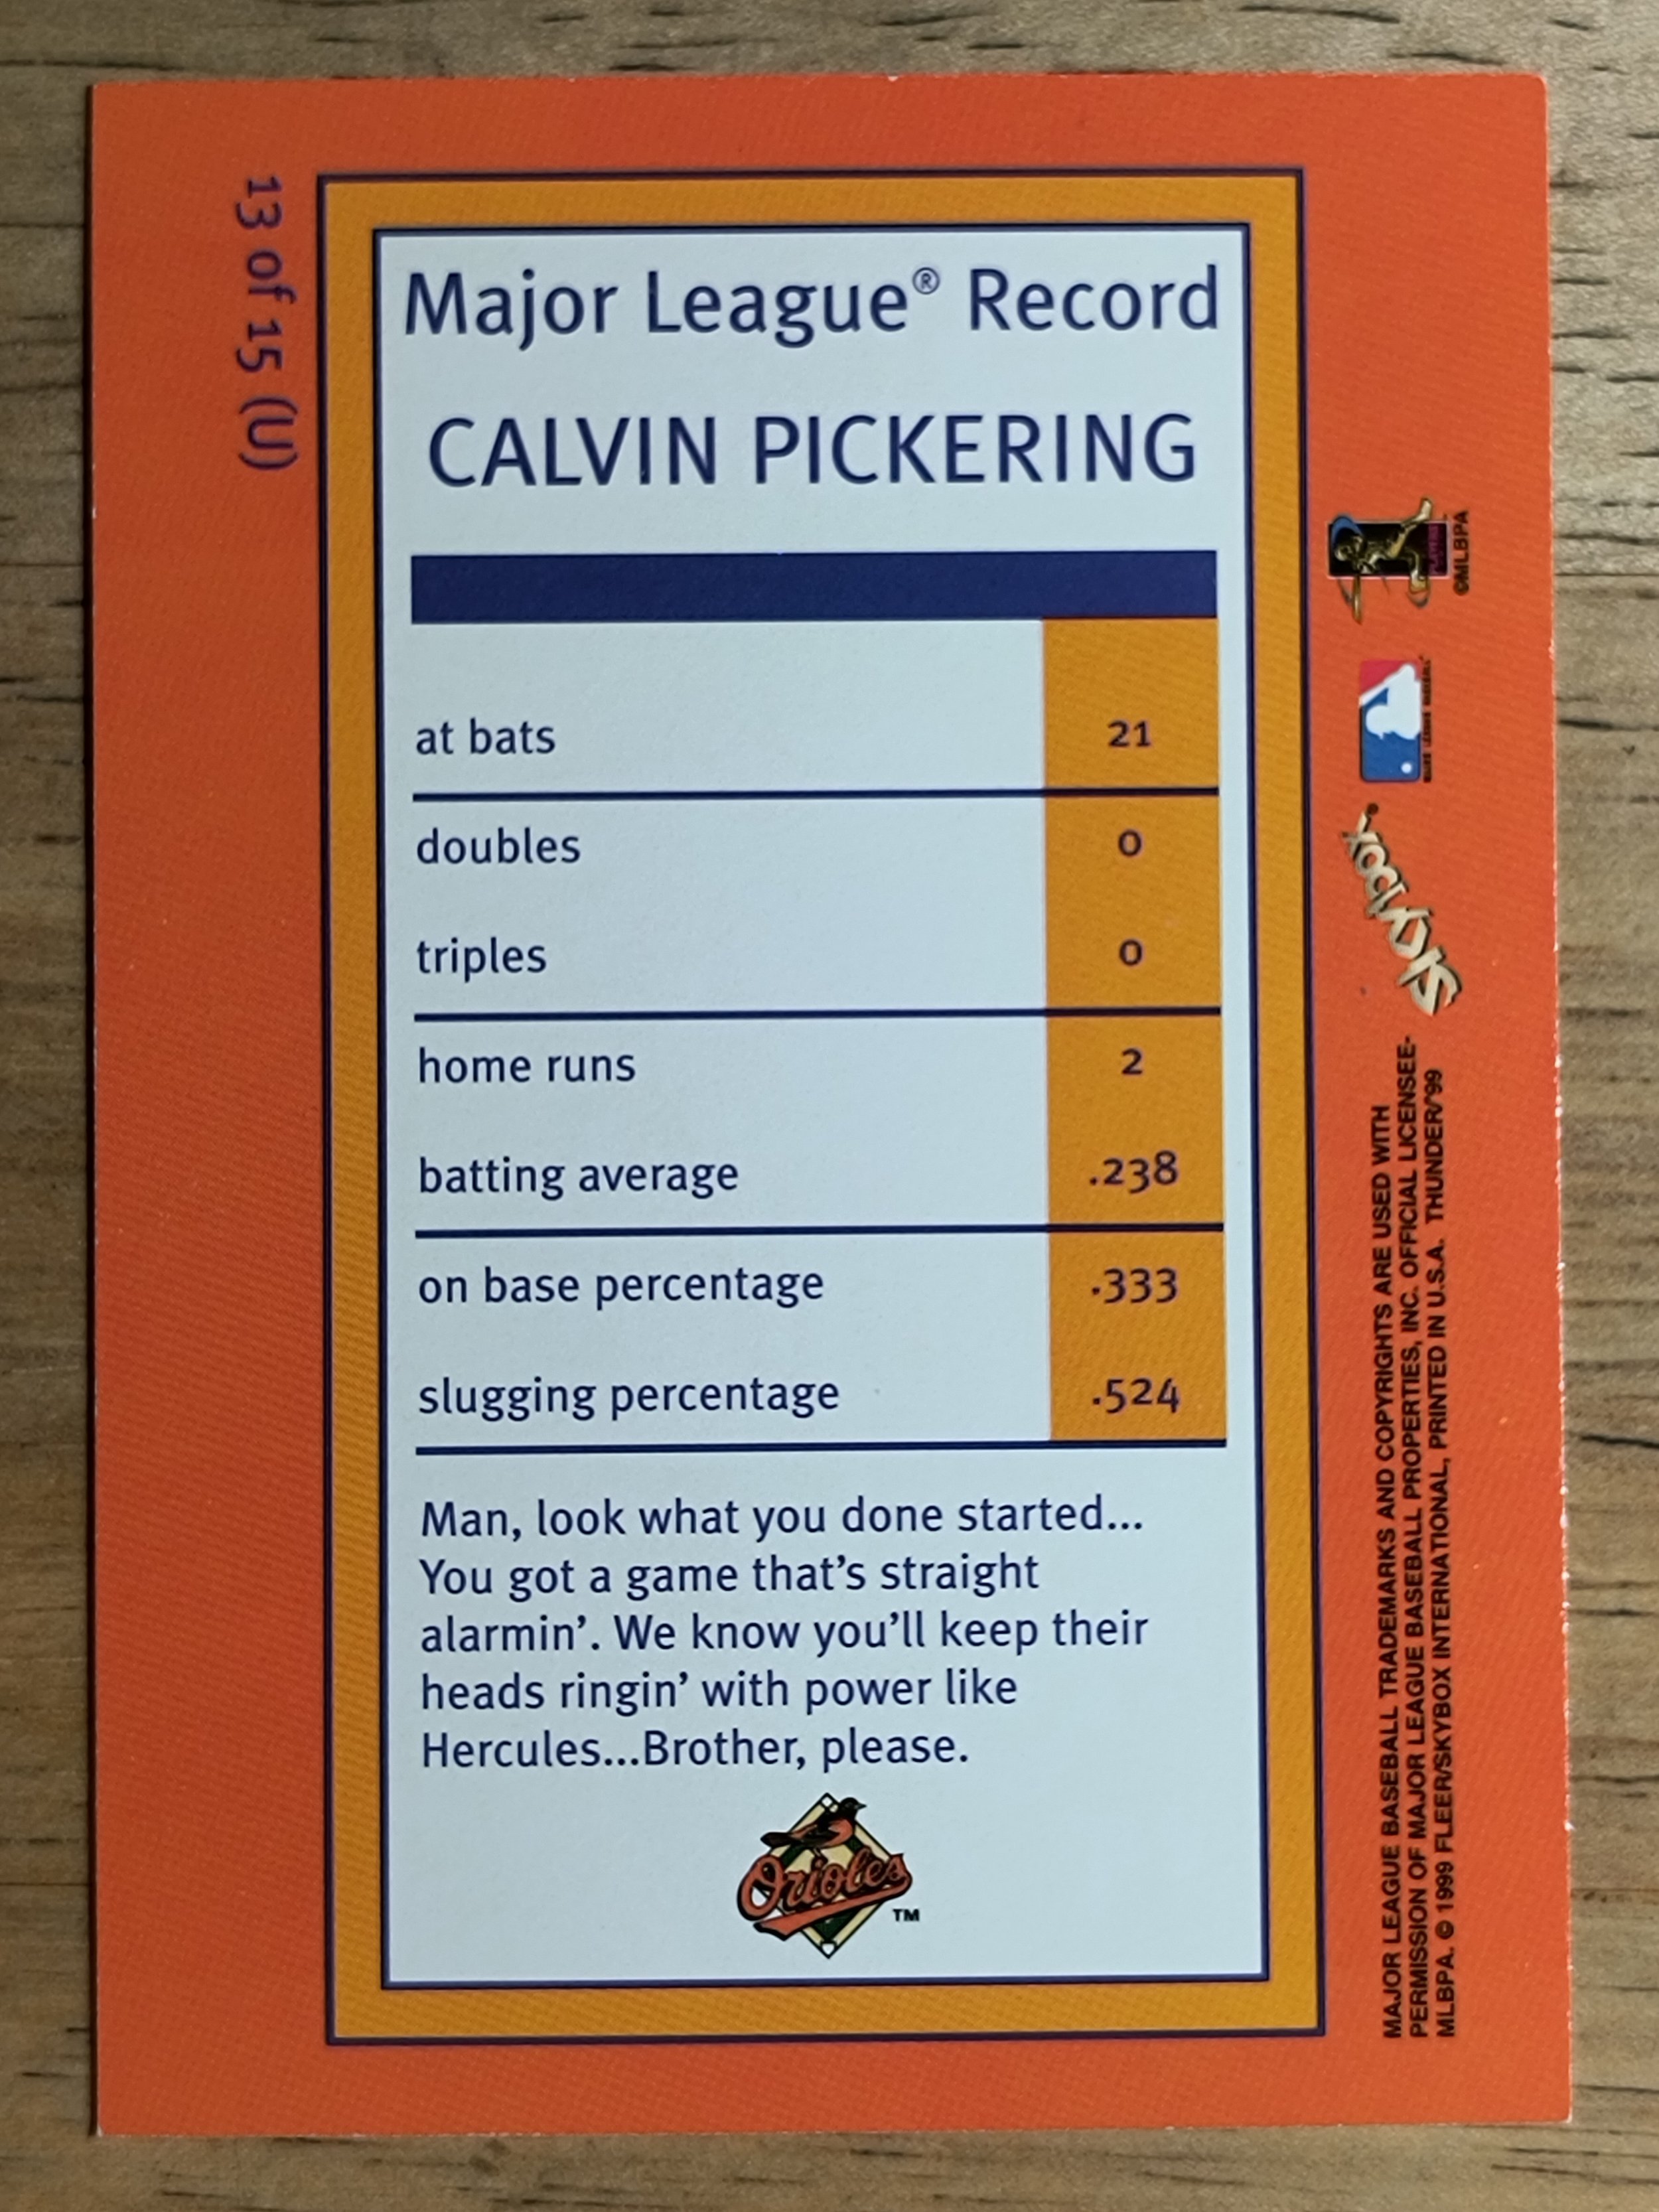 13 of 15 (U)
Major League® Record
CALVIN PICKERING
at bats 21
doubles 0
triples 0
home runs 2
batting average .238
on base percentage .333
slugging percentage .524
Man, look what you done started...
You got a game that's straight
alarmin'. We know you'll keep their
heads ringin' with power like
Hercules...Brother, please.
Orioles ™
©MLBPA
SKYBOX®
MAJOR LEAGUE BASEBALL TRADEMARKS AND COPYRIGHTS ARE USED WITH
PERMISSION OF MAJOR LEAGUE BASEBALL PROPERTIES, INC. OFFICIAL LICENSEE-
MLBPA. © 1999 FLEER/SKYBOX INTERNATIONAL, PRINTED IN U.S.A. THUNDER/'99